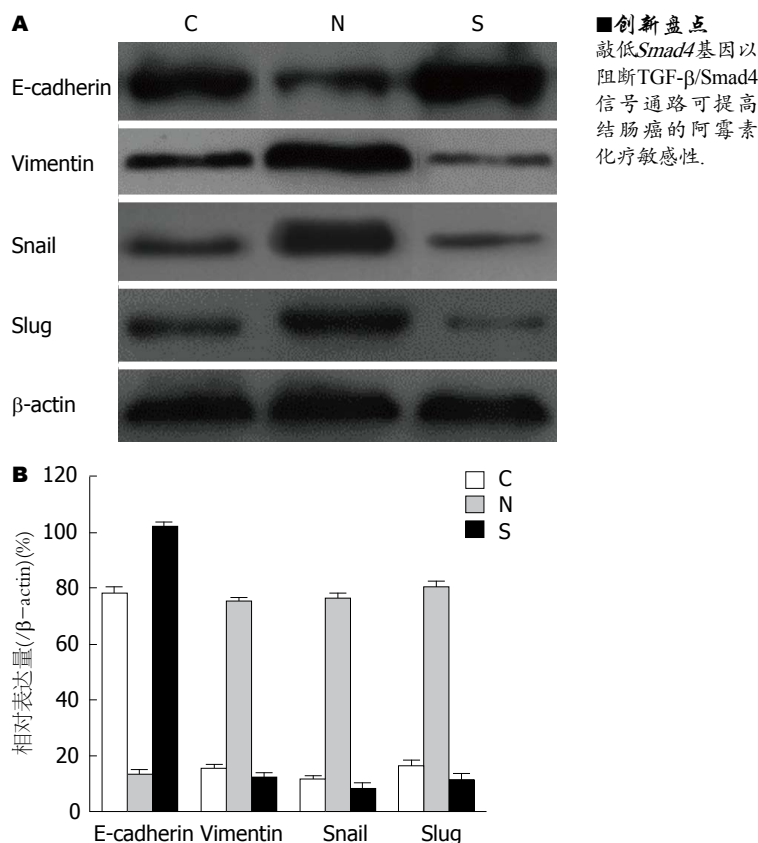 A
C N S
E-cadherin
Vimentin
Snail
Slug
β-actin
■创新盘点
敲低Smad4基因以
阻断TGF-β/Smad4
信号通路可提高
结肠癌的阿霉素
化疗敏感性.
B
120
100
80
60
40
20
0
相对表达量(/β-actin)(%)
C
N
S
E-cadherin Vimentin Snail Slug